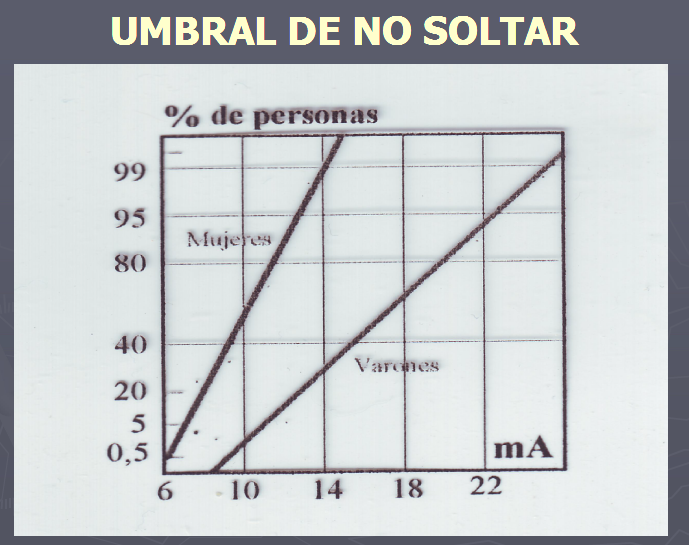 UMBRAL DE NO SOLTAR
% de personas
99
95
Mujeres
80
40
Varones
20
5
0,5
mA
6 10 14 18 22